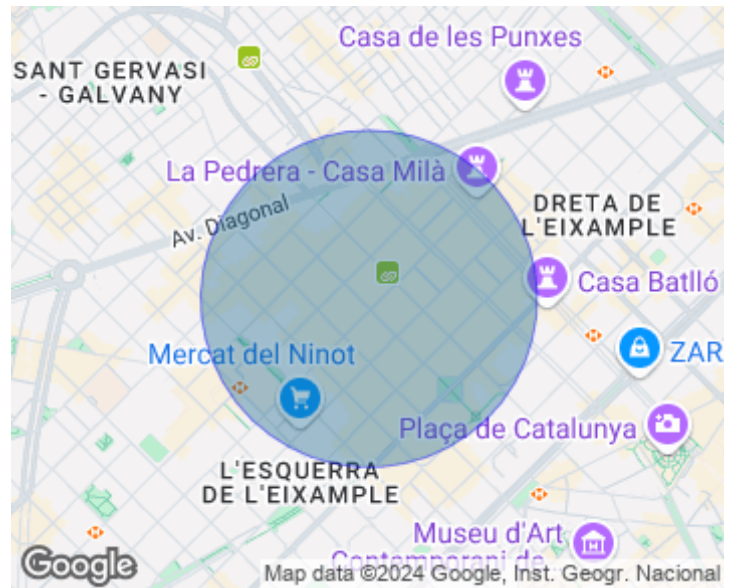 Casa de les Punxes
SANT GERVASI
- GALVANY
La Pedrera - Casa Milà
DRETA DE
L'EIXAMPLE
Av. Diagonal
Casa Batlló
Mercat del Ninot
ZAR
Plaça de Catalunya
L'ESQUERRA
DE L'EIXAMPLE
Museu d'Art
Contemporani de
Google
Map data ©2024 Google, Inst. Geogr. Nacional